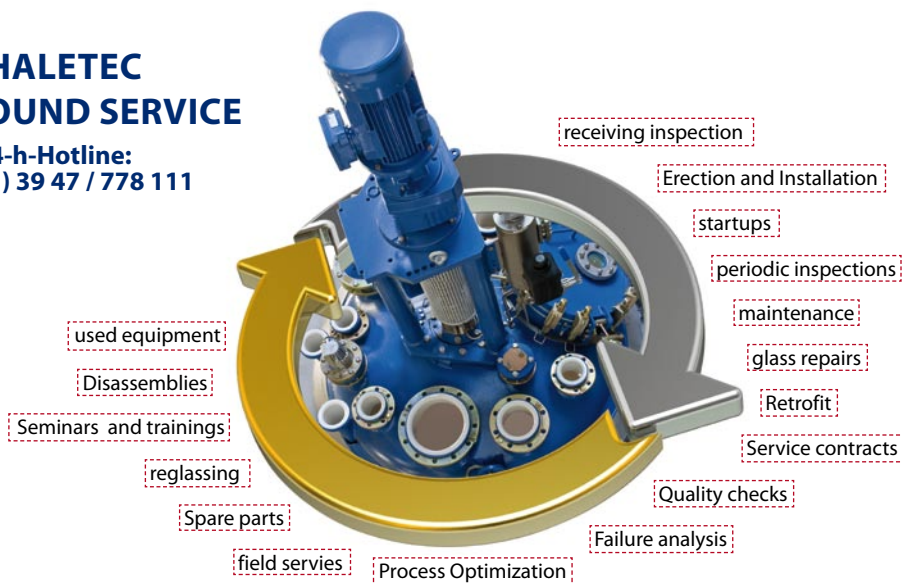 HALETEC
OUND SERVICE
4-h-Hotline:
) 39 47 / 778 111
receiving inspection
Erection and Installation
startups
periodic inspections
maintenance
glass repairs
Retrofit
Service contracts
Quality checks
Failure analysis
Process Optimization
field servies
Spare parts
reglassing
Seminars and trainings
Disassemblies
used equipment